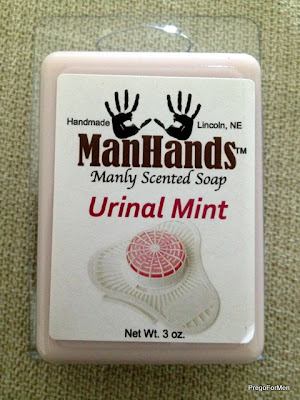 Handmade Lincoln, NE
ManHands™
Manly Scented Soap
Urinal Mint
Net Wt. 3 oz.
PregoForMen